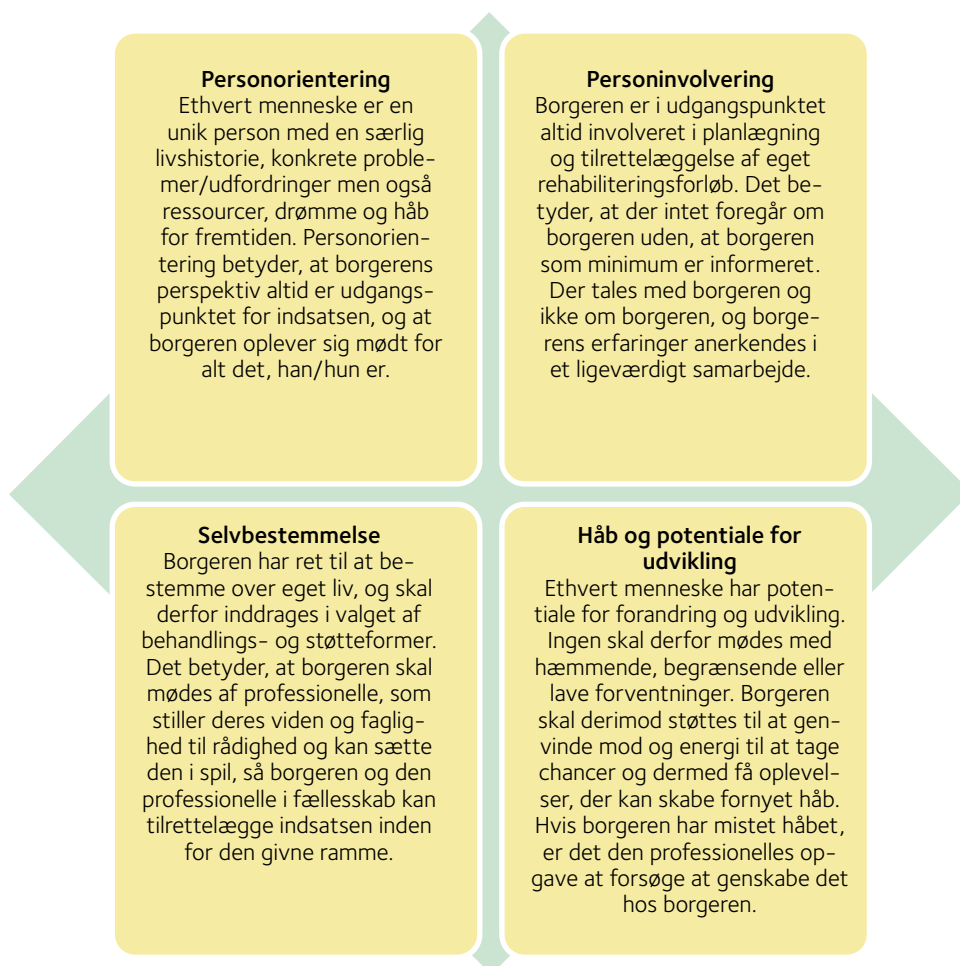 Personorientering
Ethvert menneske er en
unik person med en særlig
livshistorie, konkrete proble-
mer/udfordringer men også
ressourcer, drømme og håb
for fremtiden. Personorien-
tering betyder, at borgerens
perspektiv altid er udgangs-
punktet for indsatsen, og at
borgeren oplever sig mødt for
alt det, han/hun er.
Personinvolvering
Borgeren er i udgangspunktet
altid involveret i planlægning
og tilrettelæggelse af eget
rehabiliteringsforløb. Det be-
tyder, at der intet foregår om
borgeren uden, at borgeren
som minimum er informeret.
Der tales med borgeren og
ikke om borgeren, og borge-
rens erfaringer anerkendes i
et ligeværdigt samarbejde.
Selvbestemmelse
Borgeren har ret til at be-
stemme over eget liv, og skal
derfor inddrages i valget af
behandlings- og støtteformer.
Det betyder, at borgeren skal
mødes af professionelle, som
stiller deres viden og faglig-
hed til rådighed og kan sætte
den i spil, så borgeren og den
professionelle i fællesskab kan
tilrettelægge indsatsen inden
for den givne ramme.
Håb og potentiale for
udvikling
Ethvert menneske har poten-
tiale for forandring og udvikling.
Ingen skal derfor mødes med
hæmmende, begrænsende eller
lave forventninger. Borgeren
skal derimod støttes til at gen-
vinde mod og energi til at tage
chancer og dermed få oplevel-
ser, der kan skabe fornyet håb.
Hvis borgeren har mistet håbet,
er det den professionelles op-
gave at forsøge at genskabe det
hos borgeren.